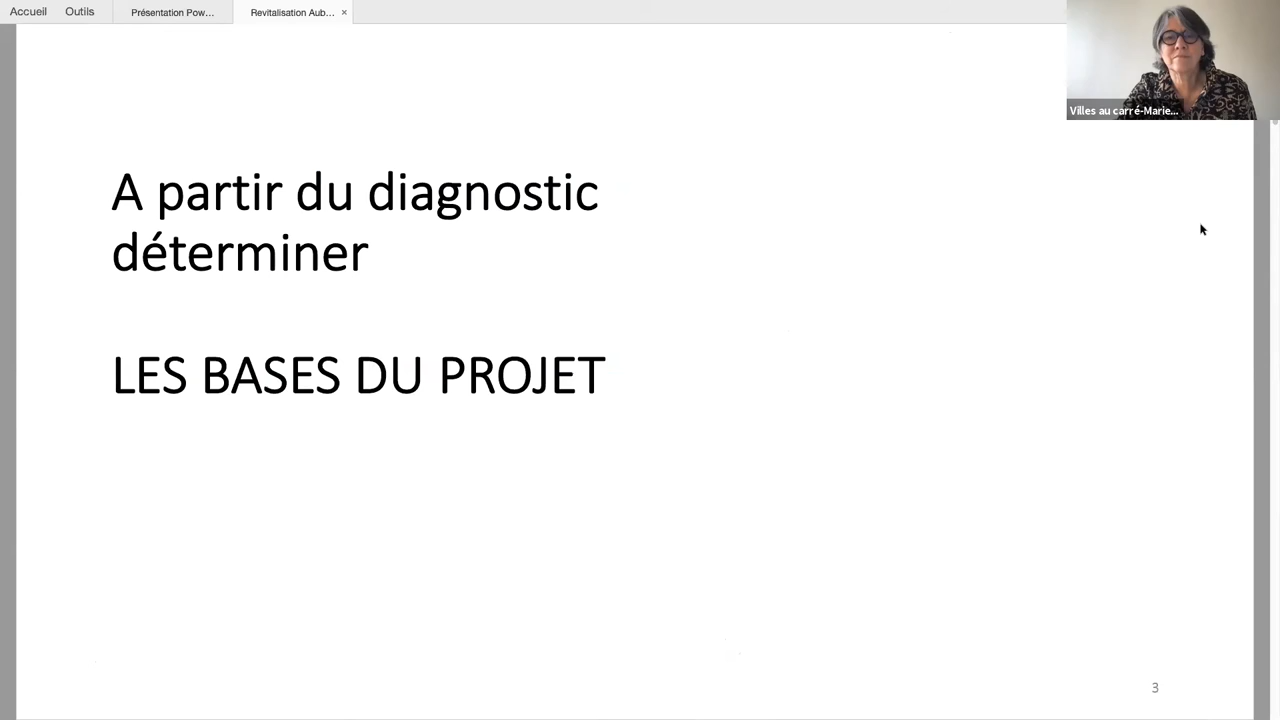 Accueil Outils Présentation Pow... Revitalisation Aub... ×
Villes au carré-Marie...
A partir du diagnostic
déterminer
LES BASES DU PROJET
3